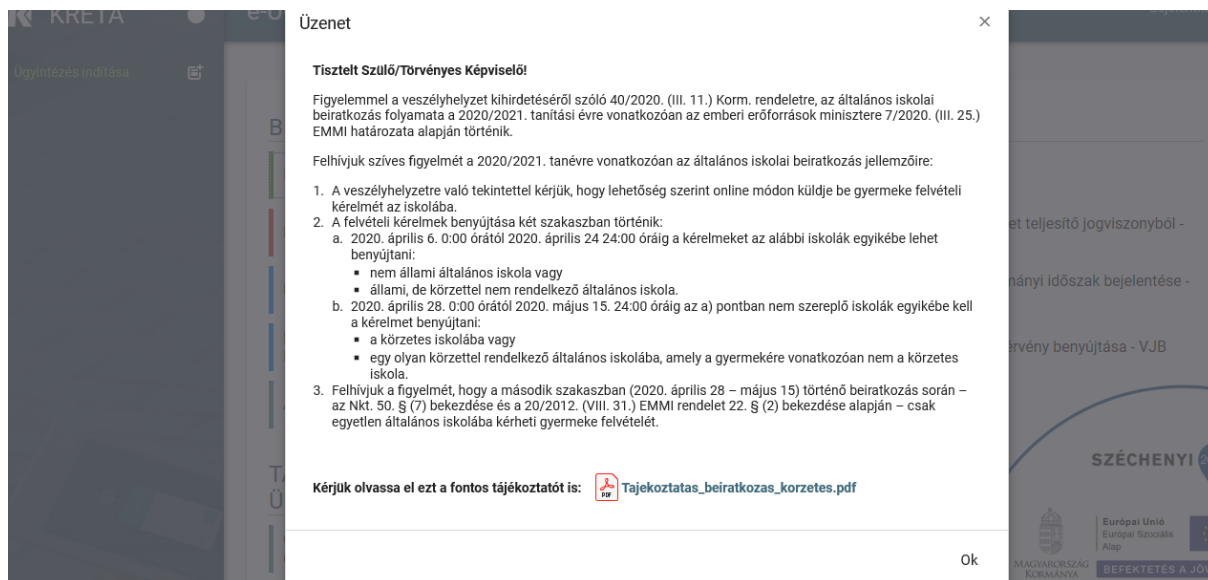 KRÉTA
Üzenet
×
Ügyintézés indítása
Tisztelt Szülő/Törvényes Képviselő!
Figyelemmel a veszélyhelyzet kihirdetéséről szóló 40/2020. (III. 11.) Korm. rendeletre, az általános iskolai
beiratkozás folyamata a 2020/2021. tanítási évre vonatkozóan az emberi erőforrások minisztere 7/2020. (III. 25.)
EMMI határozata alapján történik.
Felhívjuk szíves figyelmét a 2020/2021. tanévre vonatkozóan az általános iskolai beiratkozás jellemzőire:
1. A veszélyhelyzetre való tekintettel kérjük, hogy lehetőség szerint online módon küldje be gyermeke felvételi
kérelmét az iskolába.
2. A felvételi kérelmek benyújtása két szakaszban történik:
a. 2020. április 6. 0:00 órától 2020. április 24 24:00 óráig a kérelmeket az alábbi iskolák egyikébe lehet
benyújtani:
▪ nem állami általános iskola vagy
▪ állami, de körzettel nem rendelkező általános iskola.
b. 2020. április 28. 0:00 órától 2020. május 15. 24:00 óráig az a) pontban nem szereplő iskolák egyikébe kell
a kérelmet benyújtani:
▪ a körzetes iskolába vagy
▪ egy olyan körzettel rendelkező általános iskolába, amely a gyermekére vonatkozóan nem a körzetes
iskola.
3. Felhívjuk a figyelmét, hogy a második szakaszban (2020. április 28 – május 15) történő beiratkozás során –
az Nkt. 50. § (7) bekezdése és a 20/2012. (VIII. 31.) EMMI rendelet 22. § (2) bekezdése alapján – csak
egyetlen általános iskolába kérheti gyermeke felvételét.
Kérjük olvassa el ezt a fontos tájékoztatót is: PDF Tajekoztatas_beiratkozas_korzetes.pdf
Ok
et teljesítő jogviszonyból -
időszak bejelentése -
benyújtása - VJB
SZÉCHENYI
Európai Unió
Európai Szociális
Alap
MAGYARORSZÁG
KORMÁNYA
BEFEKTETÉS A